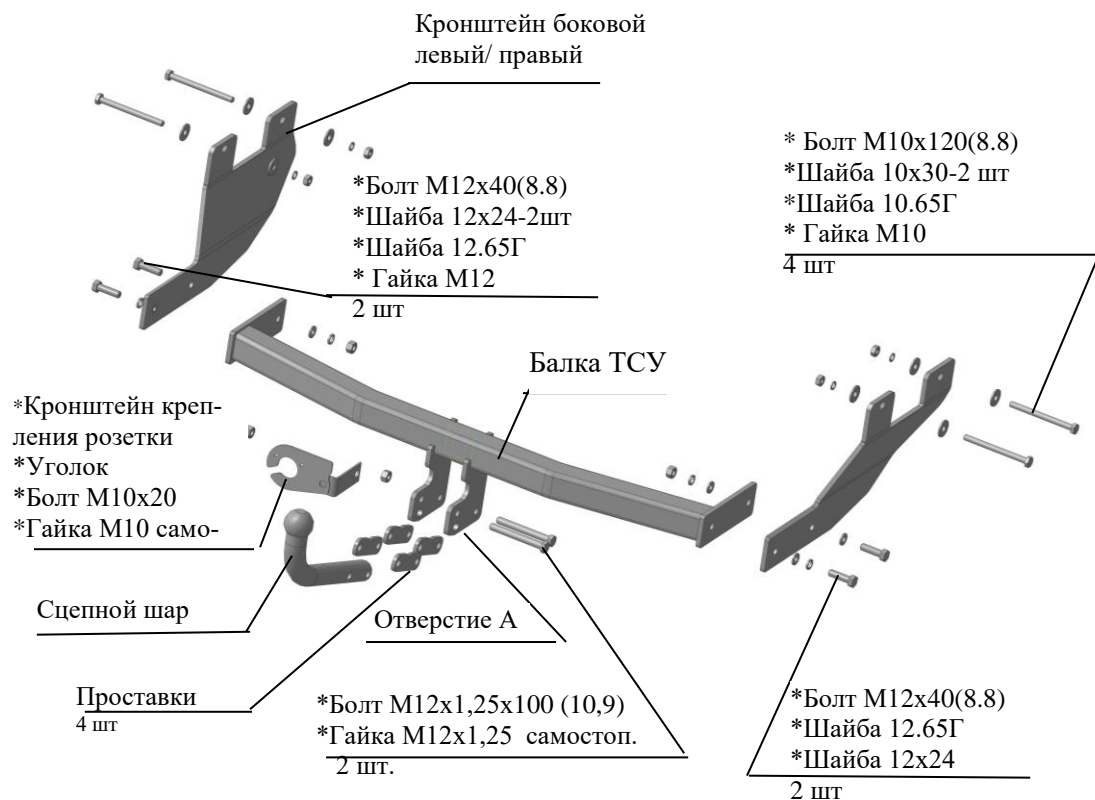 Кронштейн боковой
левый/ правый
* Болт М10х120(8.8)
*Шайба 10х30-2 шт
*Шайба 10.65Г
* Гайка М10
4 шт
*Болт М12х40(8.8)
*Шайба 12х24-2шт
*Шайба 12.65Г
* Гайка М12
2 шт
Балка ТСУ
*Кронштейн креп-
ления розетки
*Уголок
*Болт М10х20
*Гайка М10 само-
Сцепной шар
Отверстие А
Проставки
4 шт
*Болт М12х1,25х100 (10,9)
*Гайка М12х1,25 самостоп.
2 шт.
*Болт М12х40(8.8)
*Шайба 12.65Г
*Шайба 12х24
2 шт